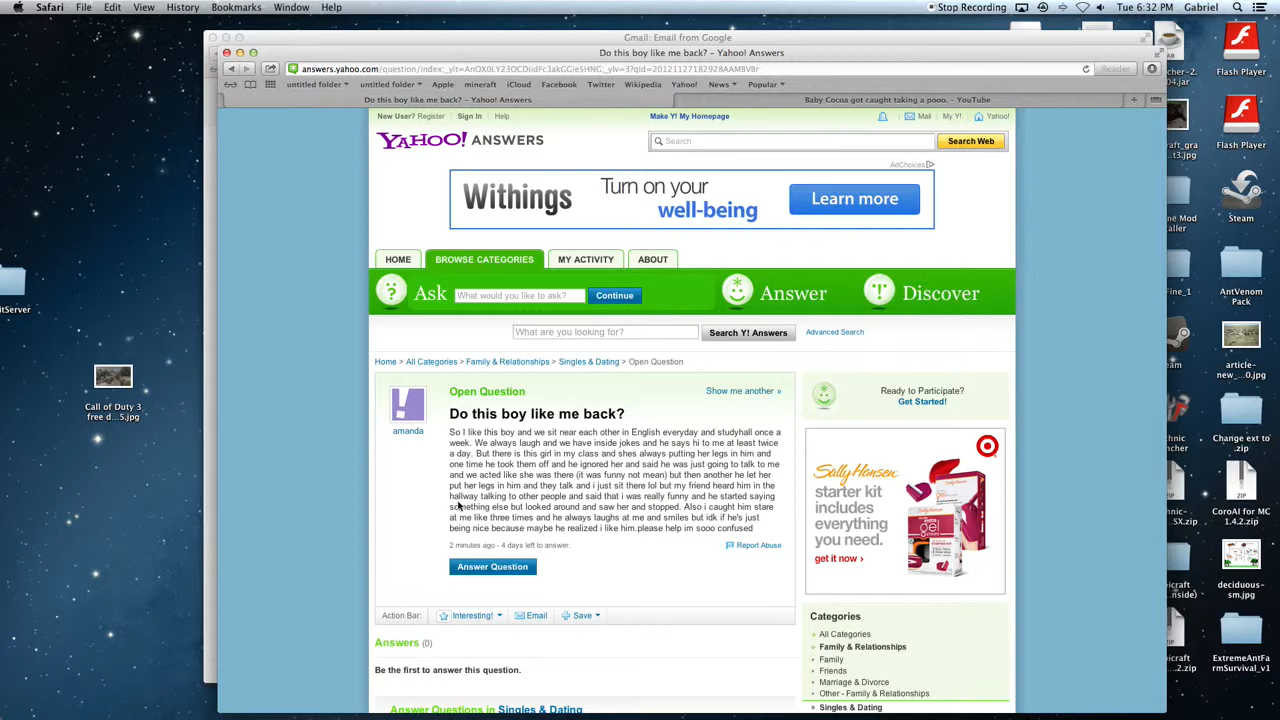 Safari File Edit View History Bookmarks Window Help
Stop Recording Tu 6:32 PM Gabriel
Gmail: Email from Google
Do this boy like me back? – Yahoo! Answers
Reader
untitled folder untitled folder Apple minecraft iCloud Facebook Twitter Wikipedia Yahoo! News Popular
Do this boy like me back? – Yahoo! Answers
Baby Cocoa got caught taking a pooo. – YouTube
New User? Register Sign In Help
Make Y! My Homepage
Mail My Y! Yahoo!
YAHOO! ANSWERS
Search
Search Web
AdChoices
Withings Turn on your well-being Learn more
HOME BROWSE CATEGORIES MY ACTIVITY ABOUT
Ask What would you like to ask? Continue Answer Discover
What are you looking for? Search Y! Answers Advanced Search
Home > All Categories > Family & Relationships > Singles & Dating > Open Question
Open Question
Show me another »
Do this boy like me back?
amanda
So I like this boy and we sit near each other in English everyday and studyhall once a
week. We always laugh and we have inside jokes and he says hi to me at least twice
a day. But there is this girl in my class and shes always putting her legs in him and
one time he took them off and he ignored her and said he was just going to talk to me
and we acted like she was there (it was funny not mean) but then another he let her
put her legs in him and they talk and i just sit there lol but my friend heard him in the
hallway talking to other people and said that i was really funny and he started saying
something else but looked around and saw her and stopped. Also i caught him stare
at me like three times and he always laughs at me and smiles but idk if he's just
being nice because maybe he realized i like him.please help im sooo confused
2 minutes ago - 4 days left to answer.
Report Abuse
Answer Question
Action Bar: Interesting! Email Save
Answers (0)
Be the first to answer this question.
Answer Questions in Singles & Dating
Ready to Participate?
Get Started!
Sally Hansen
starter kit
includes
everything
you need.
get it now ›
Categories
All Categories
Family & Relationships
Family
Friends
Marriage & Divorce
Other - Family & Relationships
Singles & Dating
Call of Duty 3
free d...5.jpg
Flash Player
Flash Player
Steam
AntVenom
Pack
article-
new_...0.jpg
Change ext to
.zip
CoroAI for MC
1.4.2.zip
deciduous-
sm.jpg
ExtremeAntFa
rmSurvival_v1